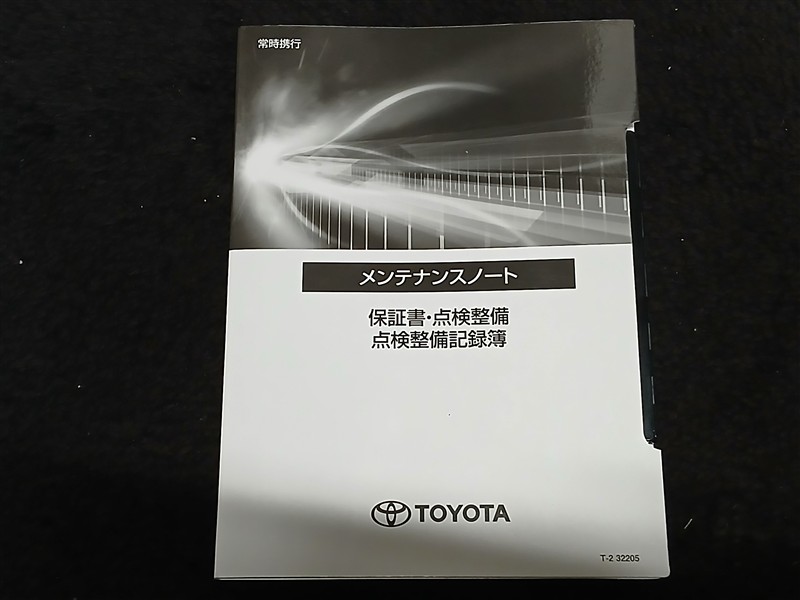 常時携行
メンテナンスノート
保証書・点検整備
点検整備記録簿
TOYOTA
T-2 32205